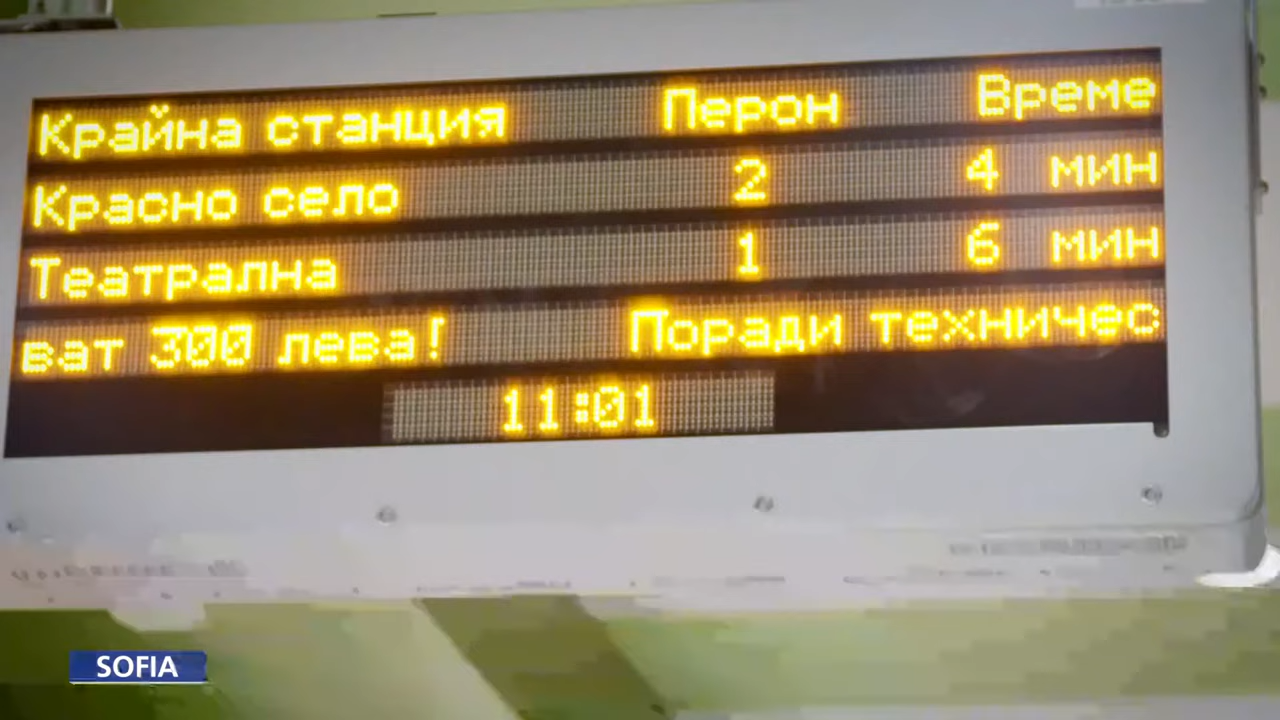 Крайна станция Перон Време
Красно село 2 4 мин
Театрална 1 6 мин
ват 300 лева! Поради техничес
11:01
SOFIA